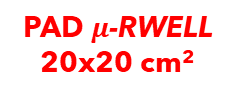 PAD μ-RWELL
20x20 cm²